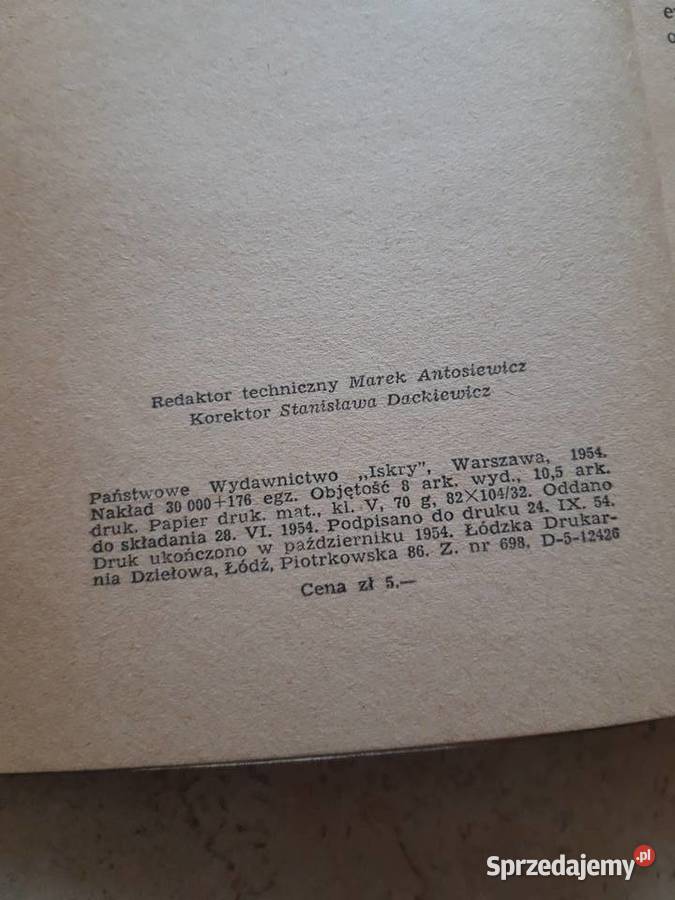 Redaktor techniczny Marek Antosiewicz
Korektor Stanisława Dackiewicz
Państwowe Wydawnictwo „Iskry”, Warszawa, 1954.
Nakład 30 000+176 egz. Objętość 8 ark. wyd., 10,5 ark.
druk. Papier druk. mat., kl. V, 70 g, 82×104/32. Oddano
do składania 28. VI. 1954. Podpisano do druku 24. IX. 54.
Druk ukończono w październiku 1954. Łódzka Drukar-
nia Dziełowa, Łódź, Piotrkowska 86. Z. nr 698. D-5-12426
Cena zł 5.—
Sprzedajemy.pl